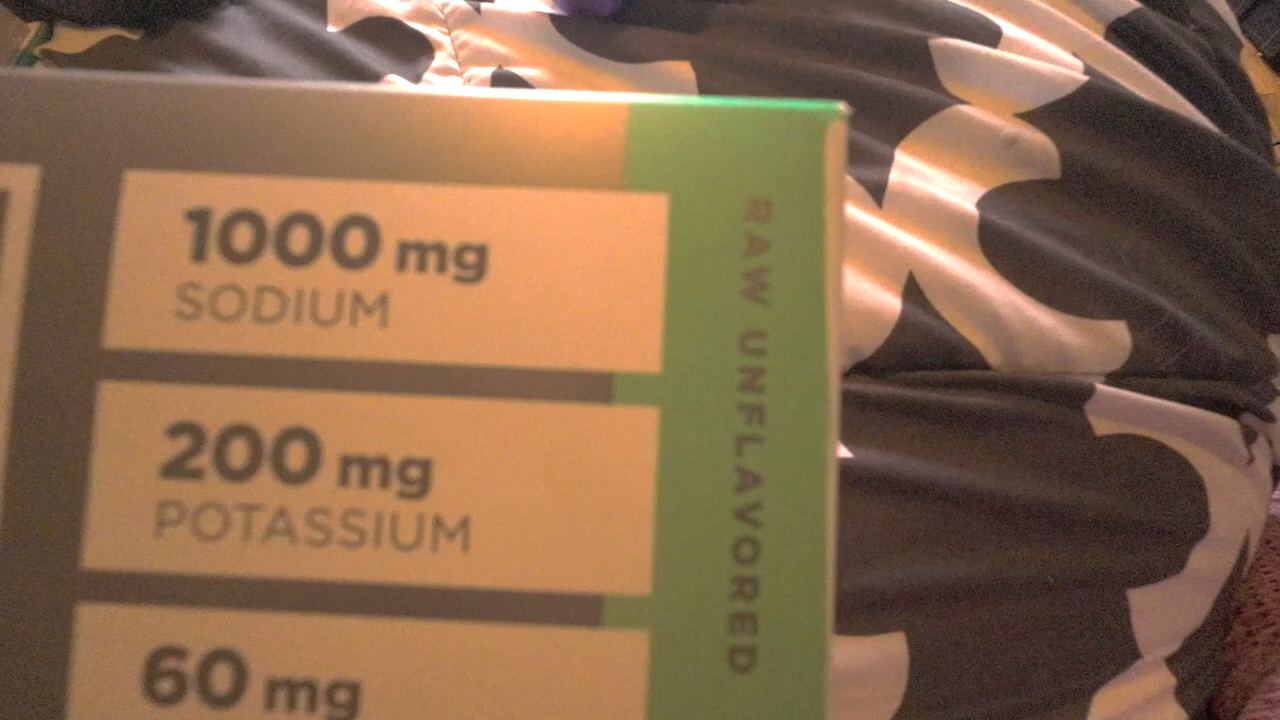 1000 mg
SODIUM
200 mg
POTASSIUM
60 mg
RAW UNFLAVORED